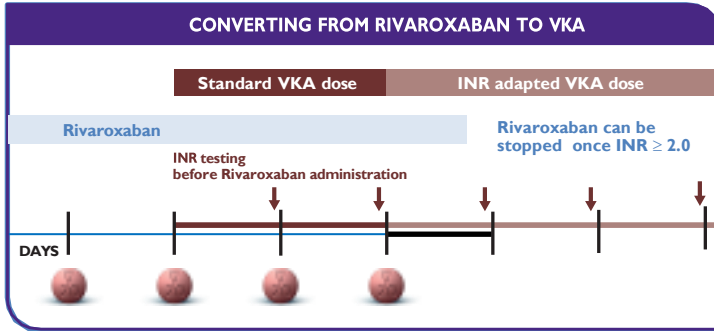 CONVERTING FROM RIVAROXABAN TO VKA
Standard VKA dose
INR adapted VKA dose
Rivaroxaban
Rivaroxaban can be
stopped once INR ≥ 2.0
INR testing
before Rivaroxaban administration
DAYS